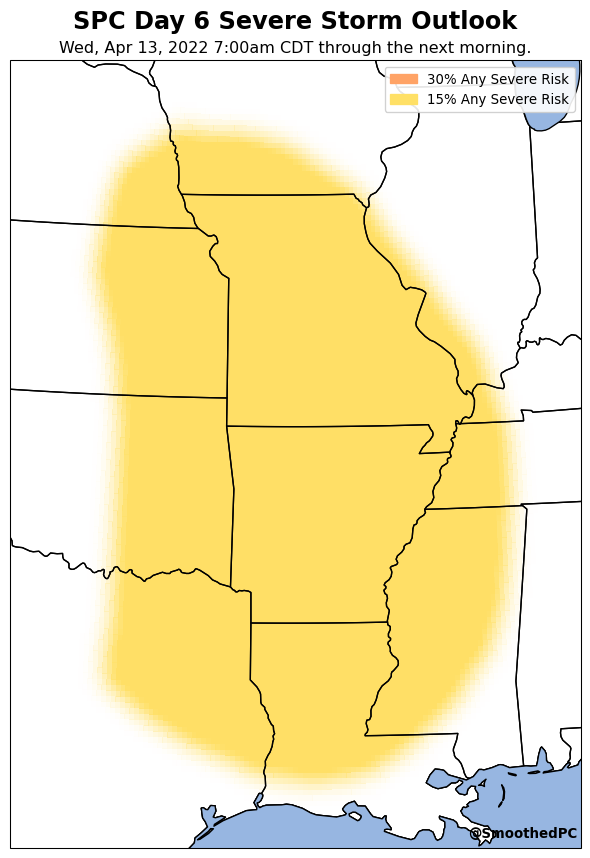 SPC Day 6 Severe Storm Outlook
Wed, Apr 13, 2022 7:00am CDT through the next morning.
30% Any Severe Risk
15% Any Severe Risk
@SmoothedPC